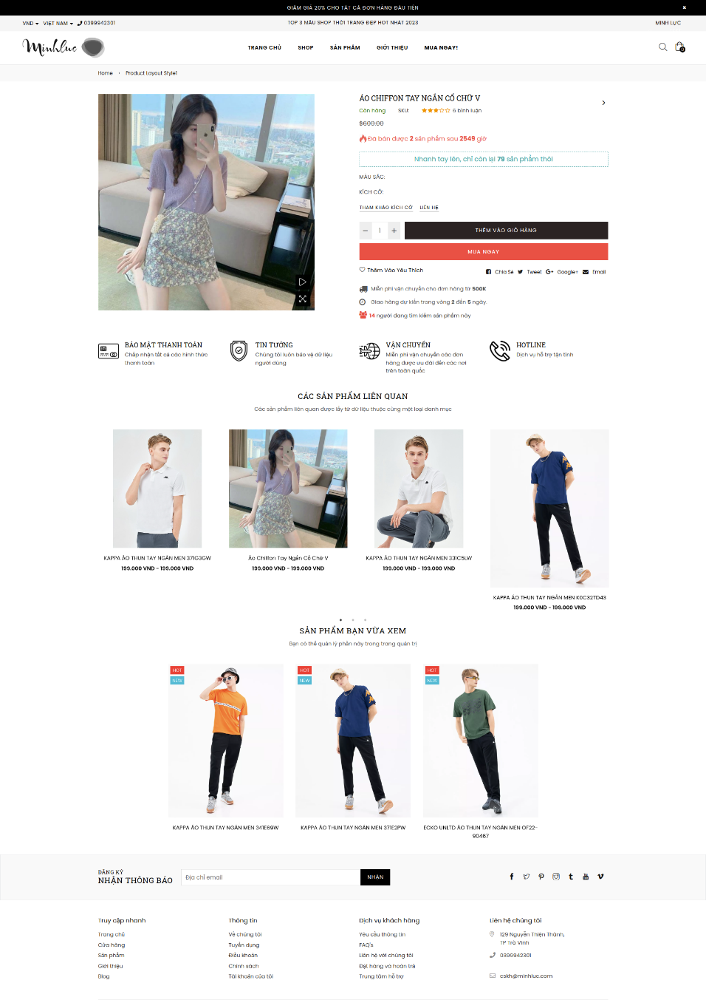 GIẢM GIÁ 20% CHO TẤT CẢ ĐƠN HÀNG ĐẦU TIÊN
VND VIỆT NAM 0399942301
TOP 3 MẪU SHOP THỜI TRANG ĐẸP HOT NHẤT 2023
MINH LỰC
Minhluc
TRANG CHỦ SHOP SẢN PHẨM GIỚI THIỆU MUA NGAY!
0
Home › Product Layout Style1
ÁO CHIFFON TAY NGẮN CỔ CHỮ V
Còn hàng SKU: 6 bình luận
$600.00
Đã bán được 2 sản phẩm sau 2549 giờ
Nhanh tay lên, chỉ còn lại 79 sản phẩm thôi
MÀU SẮC:
KÍCH CỠ:
THAM KHẢO KÍCH CỠ LIÊN HỆ
− 1 + THÊM VÀO GIỎ HÀNG
MUA NGAY
Thêm Vào Yêu Thích
Chia Sẻ Tweet Google+ Email
Miễn phí vận chuyển cho đơn hàng từ 500K
Giao hàng dự kiến trong vòng 2 đến 5 ngày.
14 người đang tìm kiếm sản phẩm này
BẢO MẬT THANH TOÁN
Chấp nhận tất cả các hình thức
thanh toán
TIN TƯỞNG
Chúng tôi luôn bảo vệ dữ liệu
người dùng
VẬN CHUYỂN
Miễn phí vận chuyển các đơn
hàng được ưu đãi đến các nơi
trên toàn quốc
HOTLINE
Dịch vụ hỗ trợ tận tình
CÁC SẢN PHẨM LIÊN QUAN
Các sản phẩm liên quan được lấy từ dữ liệu thuộc cùng một loại danh mục
KAPPA ÁO THUN TAY NGẮN MEN 371G3GW
199.000 VND - 199.000 VND
Áo Chiffon Tay Ngắn Cổ Chữ V
199.000 VND - 199.000 VND
KAPPA ÁO THUN TAY NGẮN MEN 331C5LW
199.000 VND - 199.000 VND
KAPPA ÁO THUN TAY NGẮN MEN K0C32TD43
199.000 VND - 199.000 VND
SẢN PHẨM BẠN VỪA XEM
Bạn có thể quản lý phần này trong trang quản trị
HOT
NEW
KAPPA ÁO THUN TAY NGẮN MEN 341E69W
HOT
NEW
KAPPA ÁO THUN TAY NGẮN MEN 371E2PW
HOT
NEW
ECKO UNLTD ÁO THUN TAY NGẮN MEN OF22-
90467
ĐĂNG KÝ
NHẬN THÔNG BÁO
Địa chỉ email NHẬN
Truy cập nhanh
Trang chủ
Cửa hàng
Sản phẩm
Giới thiệu
Blog
Thông tin
Về chúng tôi
Tuyển dụng
Điều khoản
Chính sách
Tài khoản của tôi
Dịch vụ khách hàng
Yêu cầu thông tin
FAQ's
Liên hệ với chúng tôi
Đặt hàng và hoàn trả
Trung tâm hỗ trợ
Liên hệ chúng tôi
129 Nguyễn Thiện Thành,
TP Trà Vinh
0399942301
cskh@minhluc.com